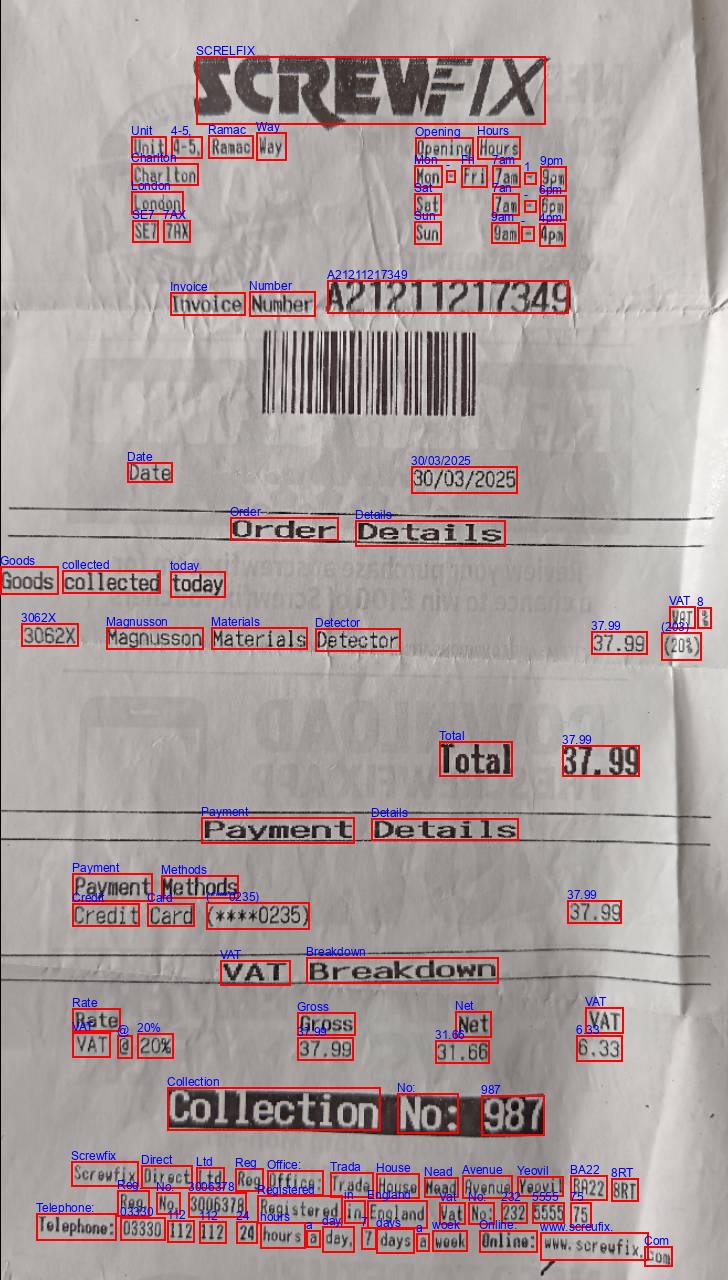 SCREWFIX
Unit 4-5, Ramac Way
Charlton
London
SE7 7AX
Opening Hours
Mon - Fri 7am - 9pm
Sat 7am - 6pm
Sun 9am - 4pm
Invoice Number A21211217349
Date 30/03/2025
Order Details
Goods collected today
VAT %
3062X Magnusson Materials Detector 37.99 (20%)
Total 37.99
Payment Details
Payment Methods
Credit Card (****0235) 37.99
VAT Breakdown
Rate Gross Net VAT
VAT @ 20% 37.99 31.66 6.33
Collection No: 987
Screwfix Direct Ltd Reg Office: Trade House Mead Avenue Yeovil BA22 8RT
Reg No. 3006378 Registered in England Vat No: 232 5555 75
Telephone: 03330 112 112 24 hours a day, 7 days a week Online: www.screwfix.com